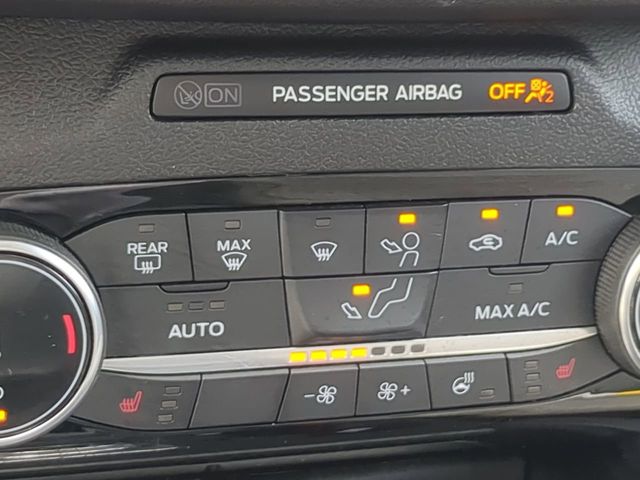 ON PASSENGER AIRBAG OFF 2
REAR MAX A/C
AUTO MAX A/C
- +